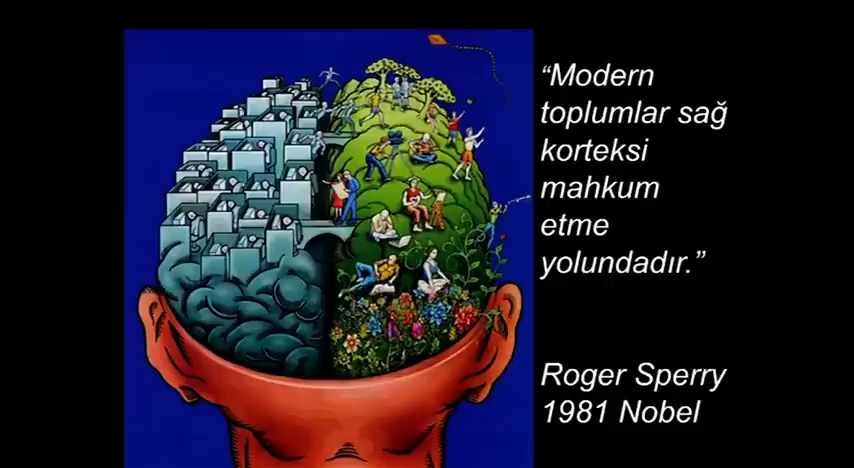 “Modern
toplumlar sağ
korteksi
mahkum
etme
yolundadır.”
Roger Sperry
1981 Nobel